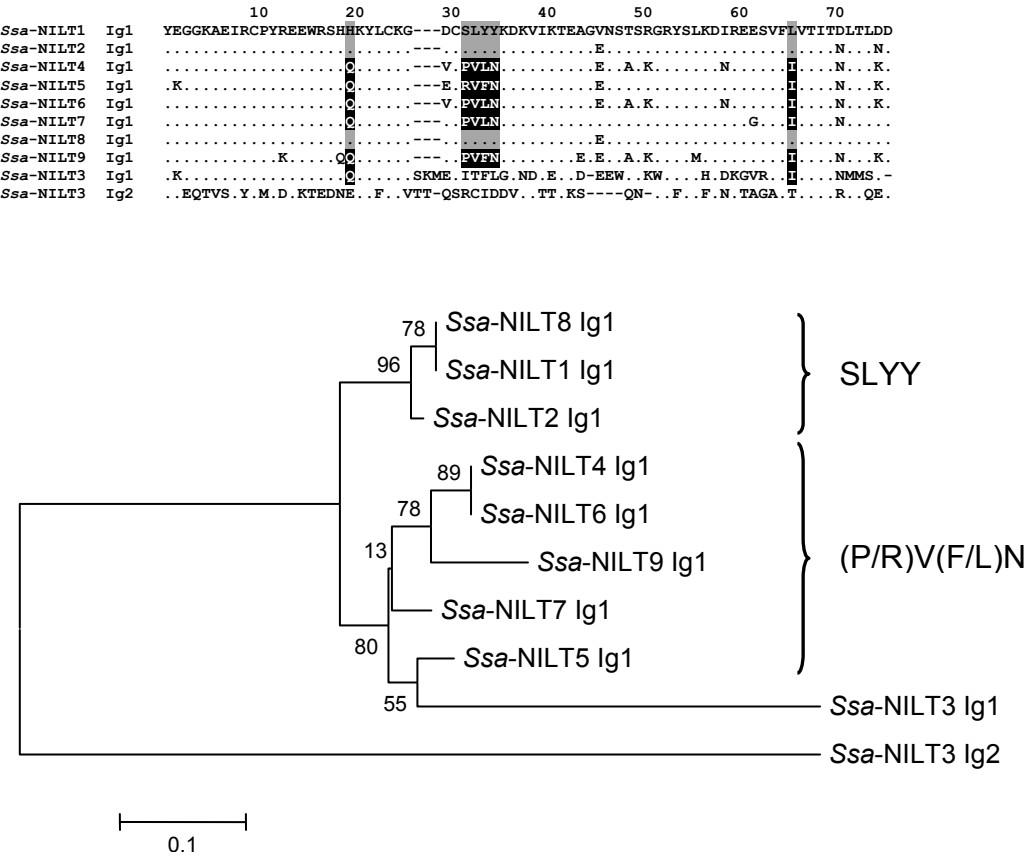 10 20 30 40 50 60 70
Ssa-NILT1 Ig1 YEGGKAEIRCPYREEWRSHHKYLCKG---DCSLYYKDKVIKTEAGVNSTSRGRYSLKDIREESVFLVTITDLTLDD
Ssa-NILT2 Ig1 ..........................---................E........................N...N.
Ssa-NILT4 Ig1 ...................Q......---V.PVLN..........E..A.K.......N......I....N...K.
Ssa-NILT5 Ig1 .K.................Q......---E.RVFN..........E...................I....N...K.
Ssa-NILT6 Ig1 ...................Q......---V.PVLN..........E..A.K.......N......I....N...K.
Ssa-NILT7 Ig1 ...................Q......---..PVLN..........................G...I....N.....
Ssa-NILT8 Ig1 ..........................---................E..............................
Ssa-NILT9 Ig1 ............K.....QQ......---..PVFN........E.E..A.K....M.........I....N...K.
Ssa-NILT3 Ig1 .K.................Q......SKME.ITFLG.ND.E..D-EEW..KW....H.DKGVR..I....NMMS.-
Ssa-NILT3 Ig2 ..EQTVS.Y.M.D.KTEDNE..F..VTT-QSRCIDDV..TT.KS----QN-..F..F.N.TAGA.T....R..QE.
78 Ssa-NILT8 Ig1
96 Ssa-NILT1 Ig1 SLYY
Ssa-NILT2 Ig1
89 Ssa-NILT4 Ig1
78 Ssa-NILT6 Ig1
13 Ssa-NILT9 Ig1 (P/R)V(F/L)N
Ssa-NILT7 Ig1
80 Ssa-NILT5 Ig1
55 Ssa-NILT3 Ig1
Ssa-NILT3 Ig2
0.1